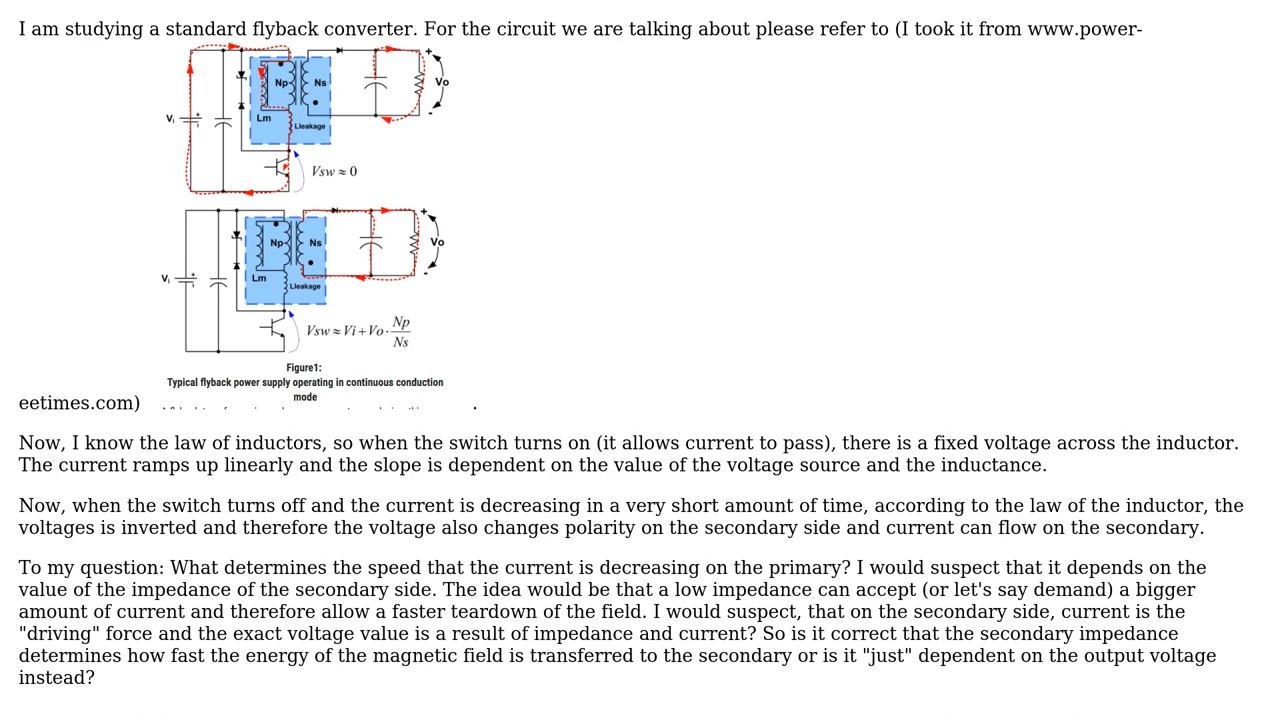 I am studying a standard flyback converter. For the circuit we are talking about please refer to (I took it from www.power-
Np
Ns
Vo
+
-
Vi
+
-
Lm
Lleakage
Vsw ≈ 0
Np
Ns
Vo
+
-
Vi
+
-
Lm
Lleakage
Vsw ≈ Vi + Vo · Np
Ns
Figure1:
Typical flyback power supply operating in continuous conduction
mode
eetimes.com) .
Now, I know the law of inductors, so when the switch turns on (it allows current to pass), there is a fixed voltage across the inductor.
The current ramps up linearly and the slope is dependent on the value of the voltage source and the inductance.
Now, when the switch turns off and the current is decreasing in a very short amount of time, according to the law of the inductor, the
voltages is inverted and therefore the voltage also changes polarity on the secondary side and current can flow on the secondary.
To my question: What determines the speed that the current is decreasing on the primary? I would suspect that it depends on the
value of the impedance of the secondary side. The idea would be that a low impedance can accept (or let's say demand) a bigger
amount of current and therefore allow a faster teardown of the field. I would suspect, that on the secondary side, current is the
"driving" force and the exact voltage value is a result of impedance and current? So is it correct that the secondary impedance
determines how fast the energy of the magnetic field is transferred to the secondary or is it "just" dependent on the output voltage
instead?